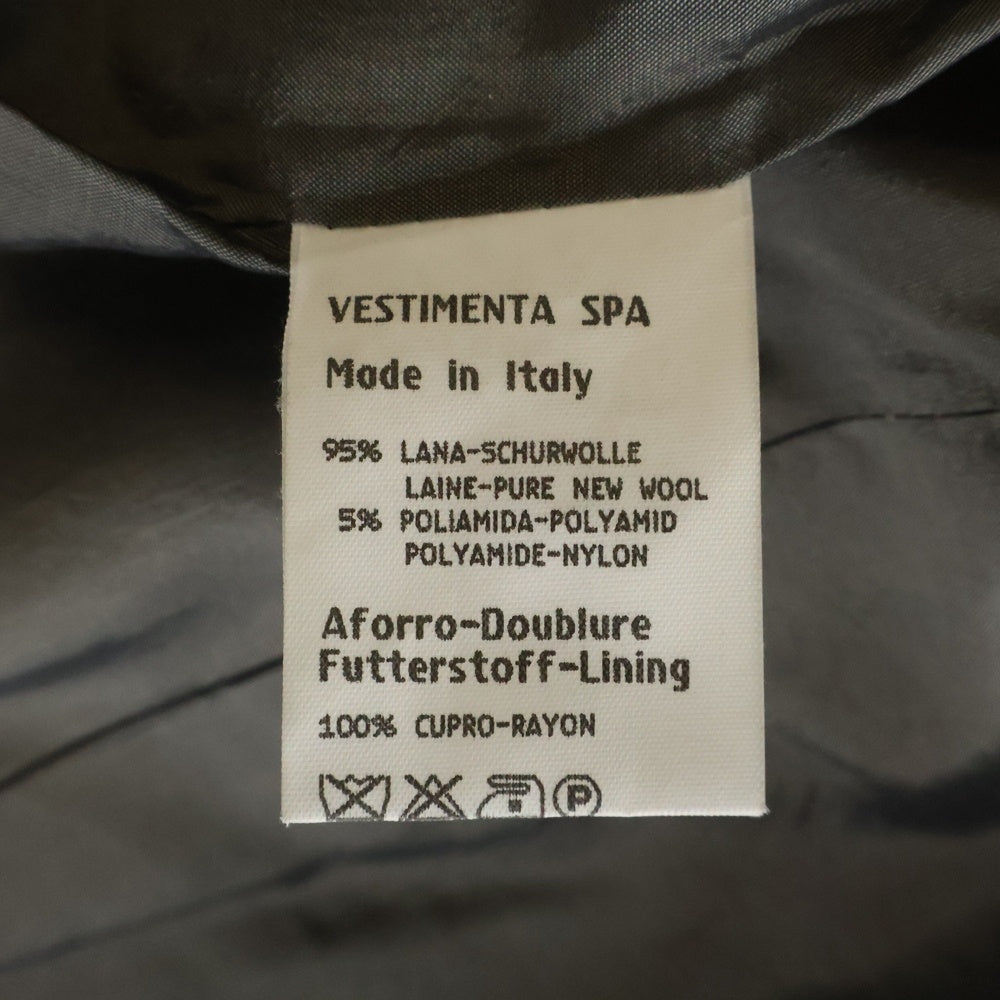 VESTIMENTA SPA
Made in Italy
95% LANA-SCHURWOLLE
LAINE-PURE NEW WOOL
5% POLIAMIDA-POLYAMID
POLYAMIDE-NYLON
Aforro-Doublure
Futterstoff-Lining
100% CUPRO-RAYON
P